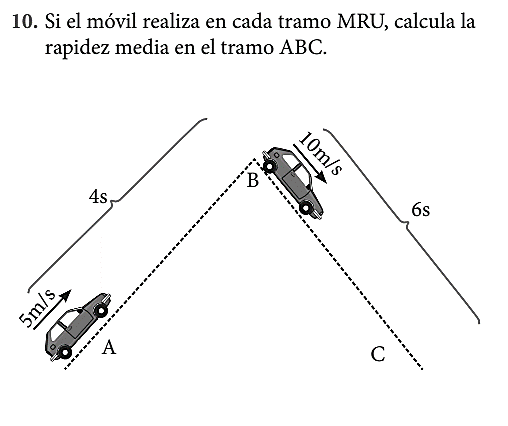 10. Si el móvil realiza en cada tramo MRU, calcula la
rapidez media en el tramo ABC.
10m/s
B
4s
6s
5m/s
A
C